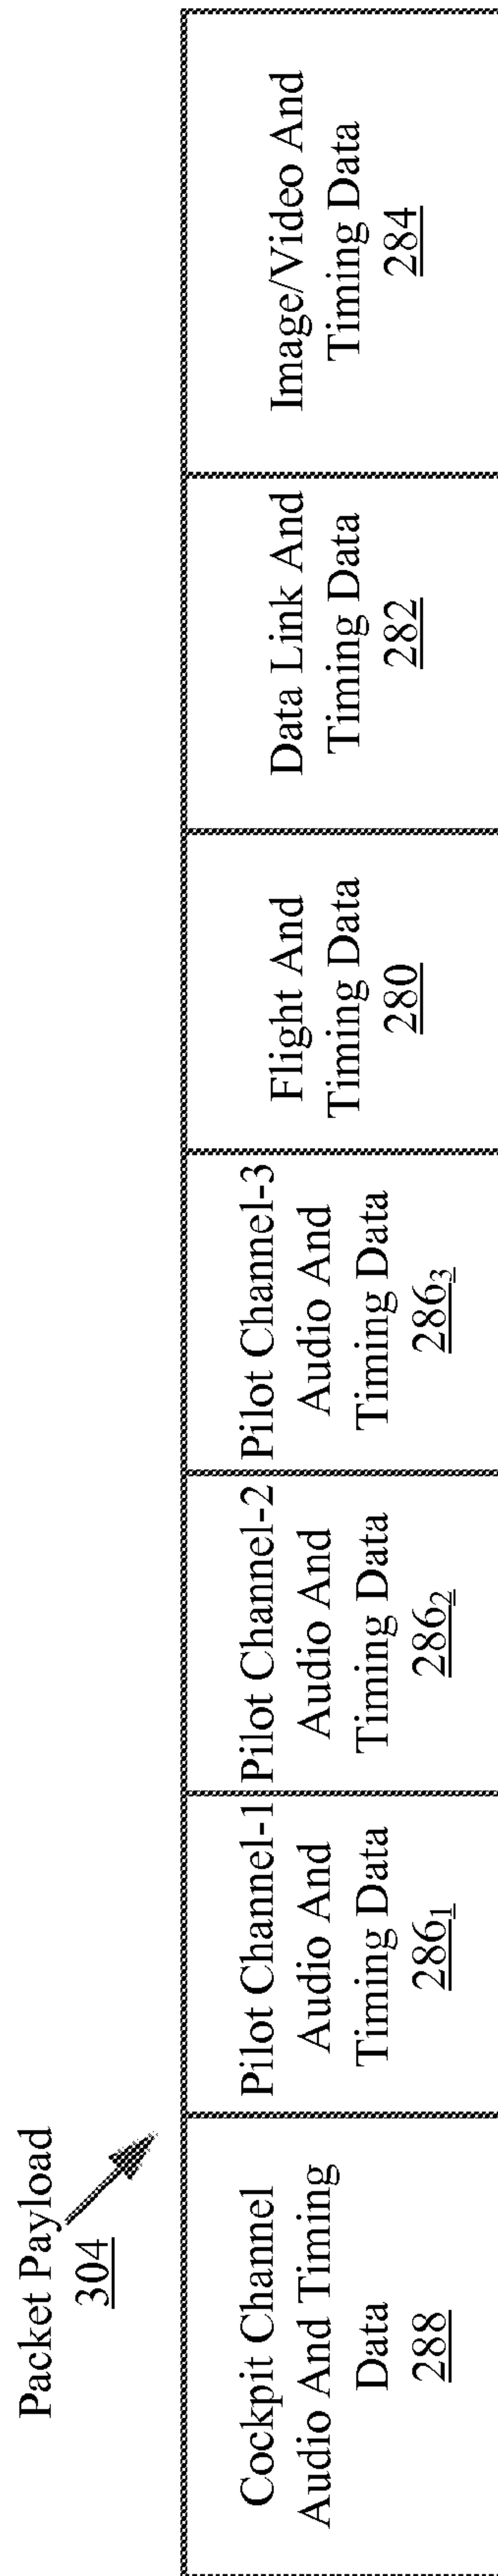 Packet Payload
304
Cockpit Channel
Audio And Timing
Data
288
Pilot Channel-1
Audio And
Timing Data
286₁
Pilot Channel-2
Audio And
Timing Data
286₂
Pilot Channel-3
Audio And
Timing Data
286₃
Flight And
Timing Data
280
Data Link And
Timing Data
282
Image/Video And
Timing Data
284